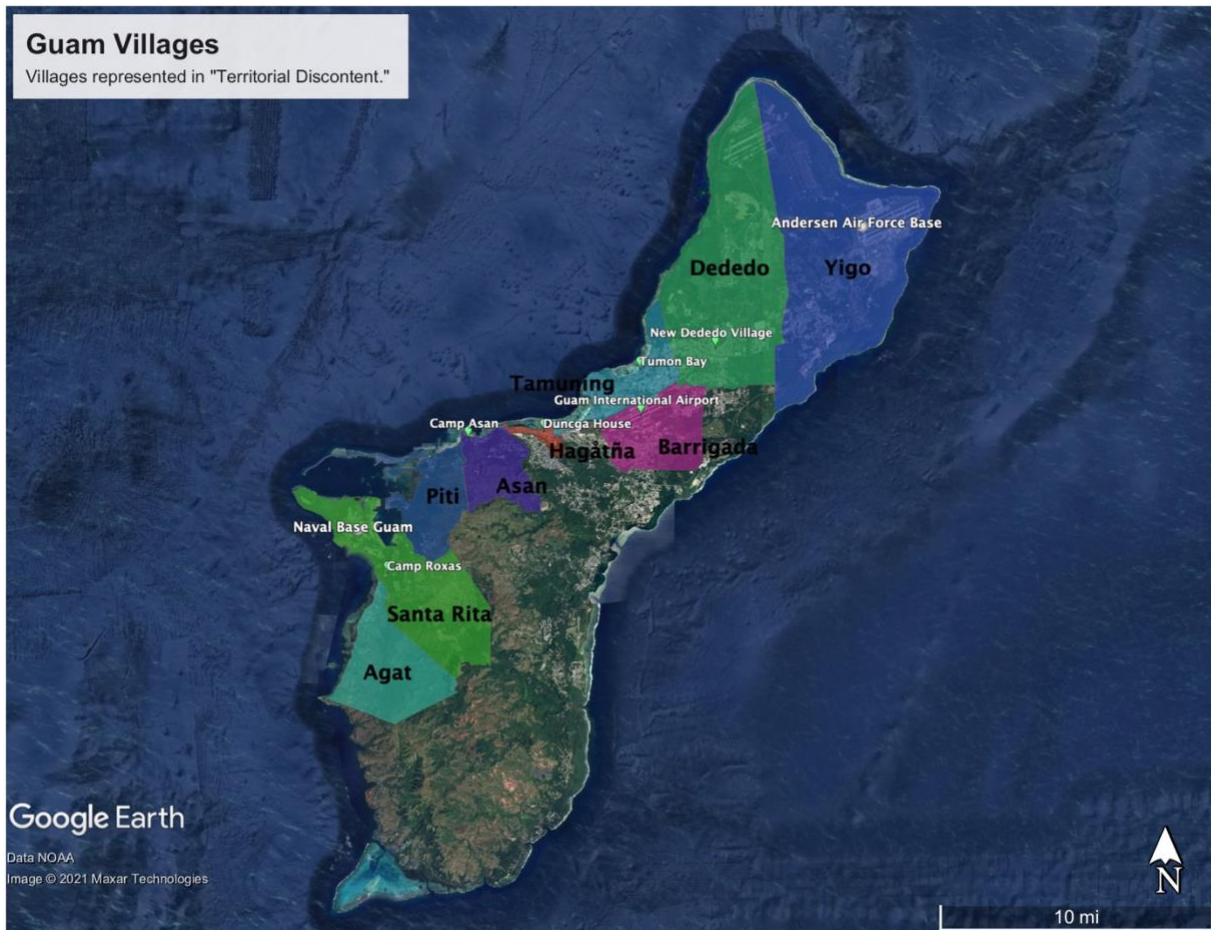 Guam Villages
Villages represented in "Territorial Discontent."
Andersen Air Force Base
Dededo
Yigo
New Dededo Village
Tumon Bay
Tamuning
Guam International Airport
Camp Asan
Duncga House
Hagåtña
Barrigada
Asan
Piti
Naval Base Guam
Camp Roxas
Santa Rita
Agat
Google Earth
Data NOAA
Image © 2021 Maxar Technologies
N
10 mi